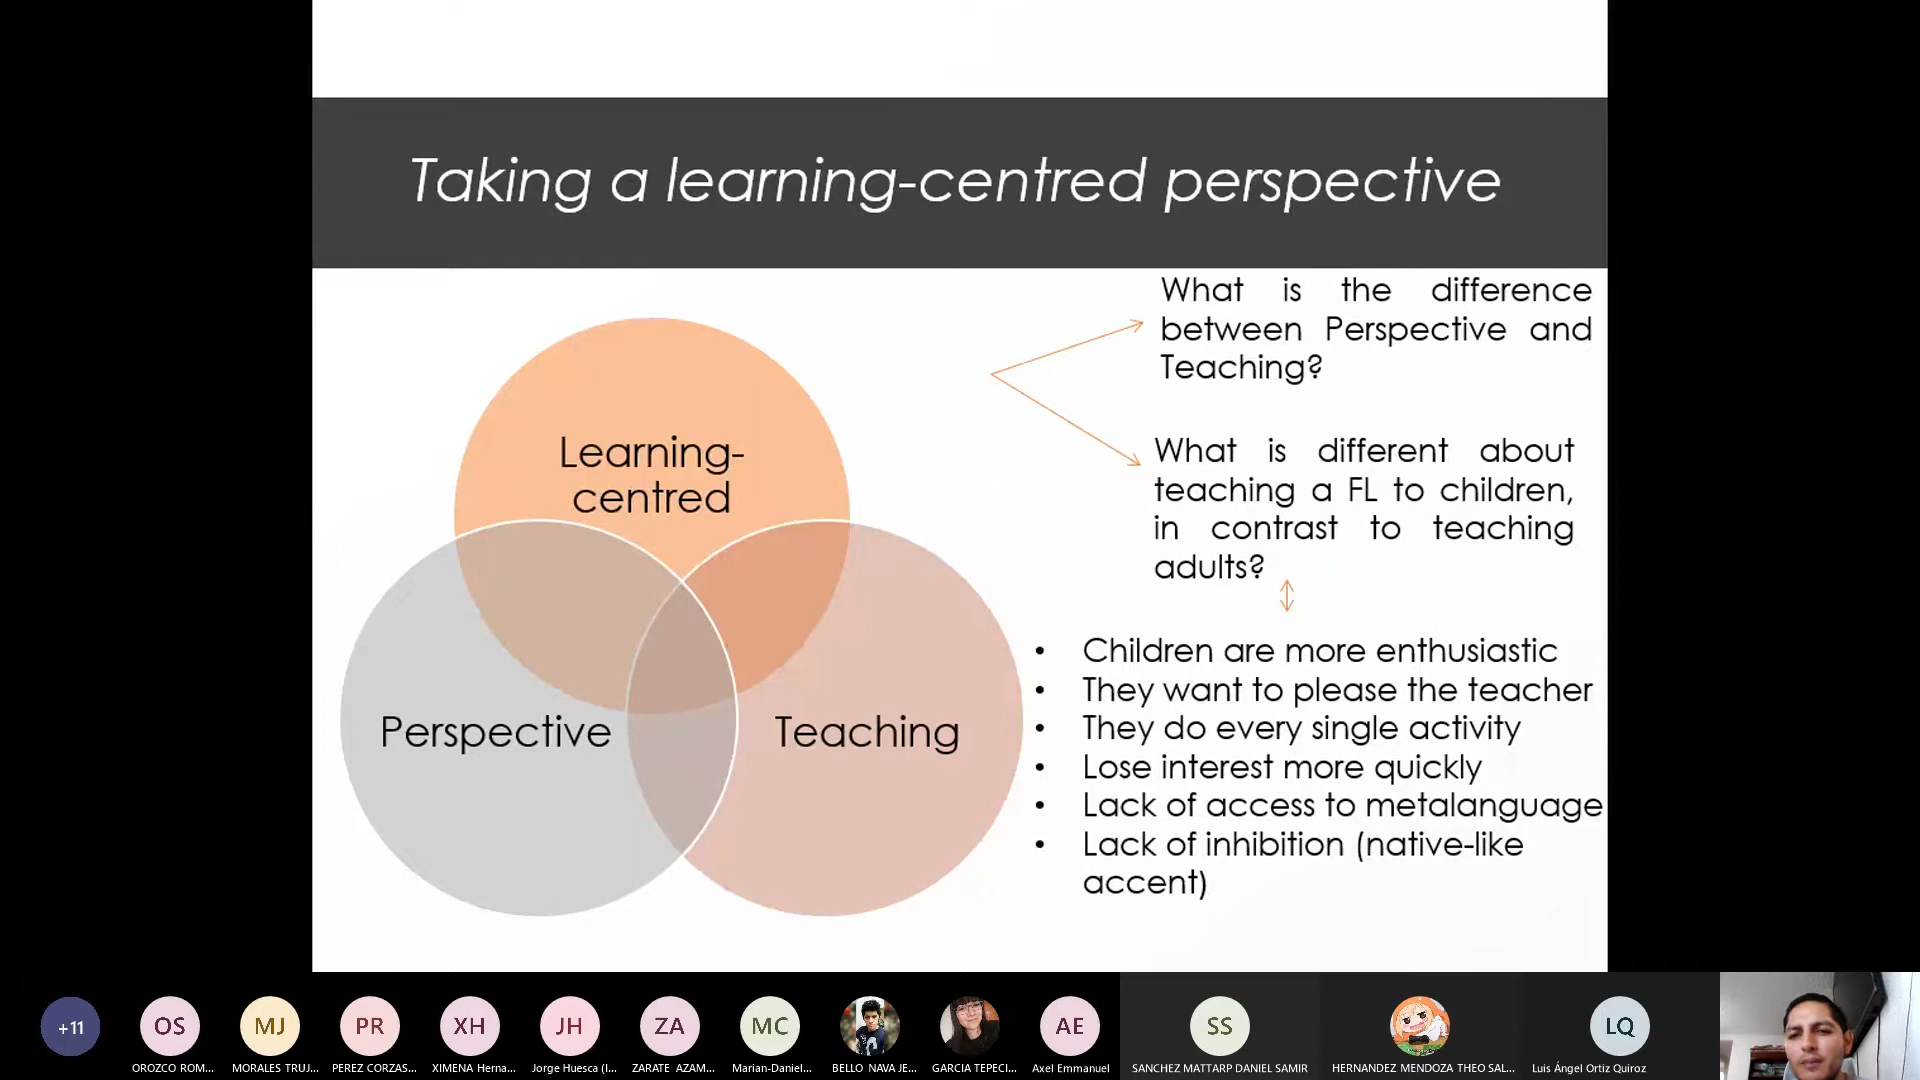 Taking a learning-centred perspective
What is the difference
between Perspective and
Teaching?
Learning-
centred
What is different about
teaching a FL to children,
in contrast to teaching
adults?
Perspective
Teaching
• Children are more enthusiastic
• They want to please the teacher
• They do every single activity
• Lose interest more quickly
• Lack of access to metalanguage
• Lack of inhibition (native-like
accent)
+11
OS
MJ
PR
XH
JH
ZA
MC
AE
SS
LQ
OROZCO ROM...
MORALES TRUJ...
PEREZ CORZAS...
XIMENA Herna...
Jorge Huesca (I...
ZARATE AZAM...
Marian-Daniel...
BELLO NAVA JE...
GARCIA TEPECI...
Axel Emmanuel
SANCHEZ MATTARP DANIEL SAMIR
HERNANDEZ MENDOZA THEO SAL...
Luis Ángel Ortiz Quiroz